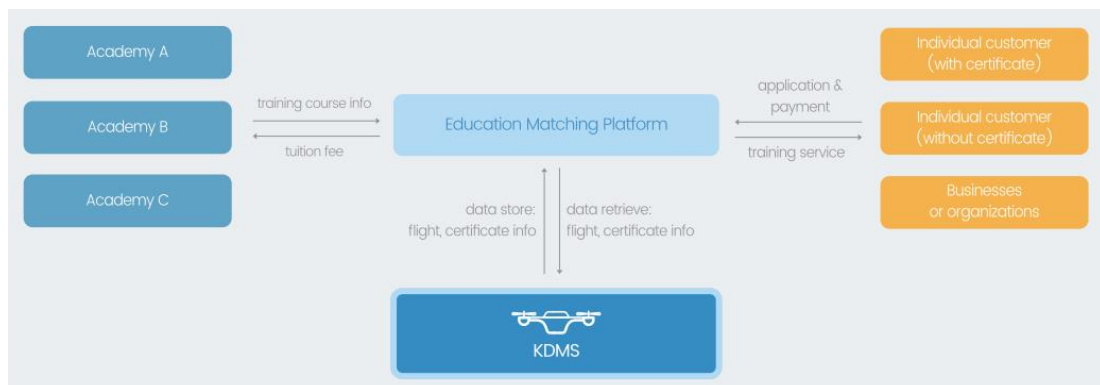 Academy A
Academy B
Academy C
training course info
tuition fee
Education Matching Platform
application &
payment
training service
Individual customer
(with certificate)
Individual customer
(without certificate)
Businesses
or organizations
data store:
flight, certificate info
data retrieve:
flight, certificate info
KDMS